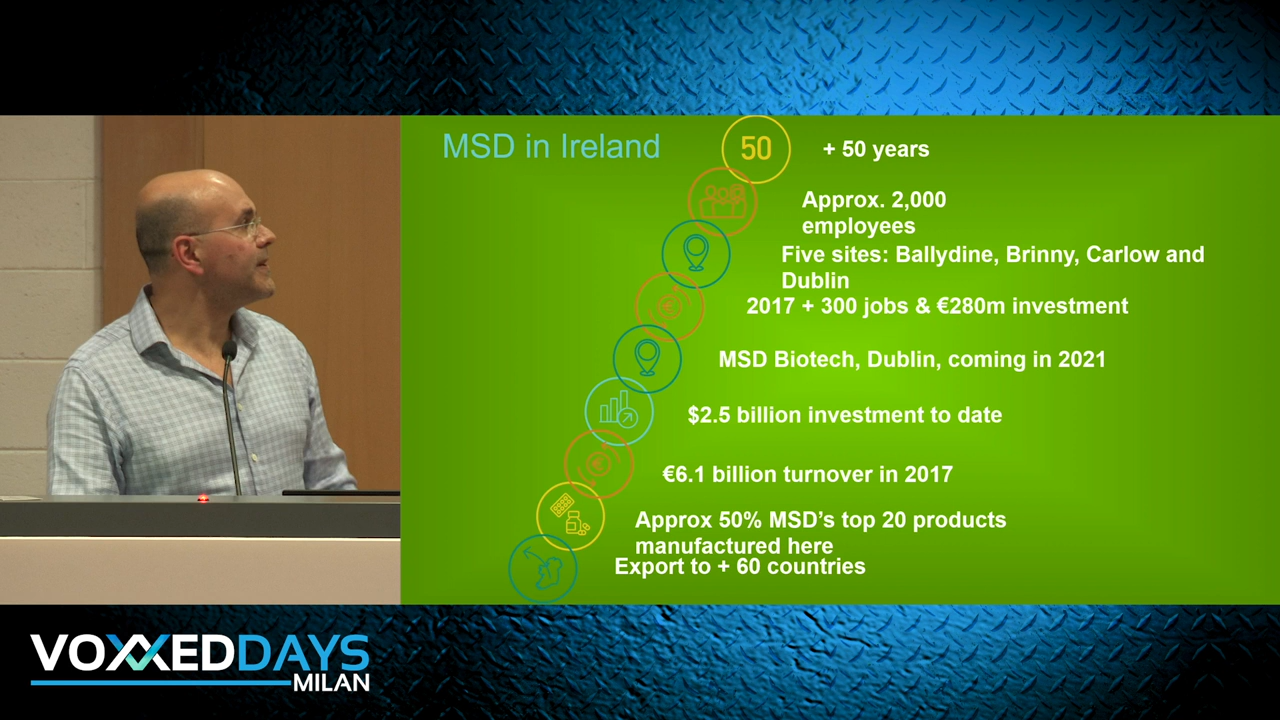 MSD in Ireland
50
+ 50 years
Approx. 2,000
employees
Five sites: Ballydine, Brinny, Carlow and
Dublin
2017 + 300 jobs & €280m investment
MSD Biotech, Dublin, coming in 2021
$2.5 billion investment to date
€6.1 billion turnover in 2017
Approx 50% MSD's top 20 products
manufactured here
Export to + 60 countries
VOXXEDDAYS
MILAN